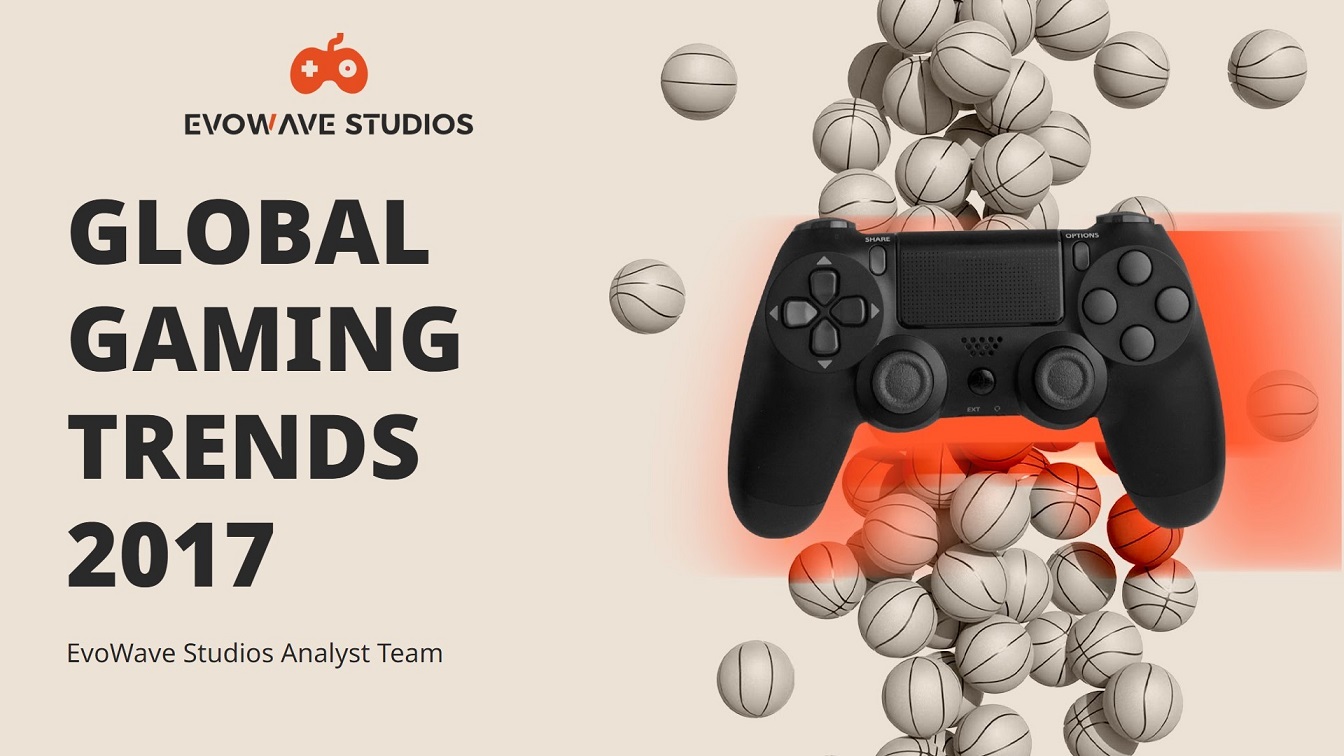 EVOWAVE STUDIOS
GLOBAL
GAMING
TRENDS
2017
EvoWave Studios Analyst Team
SHARE
OPTIONS
EXT